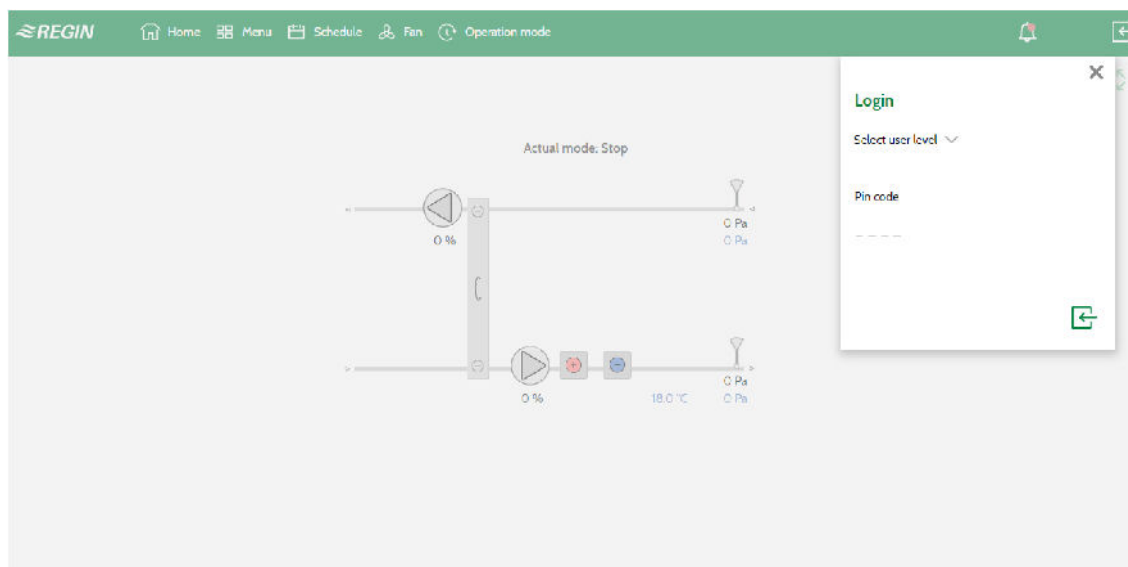 REGIN Home Menu Schedule Fan Operation mode
Login
Select user level
Actual mode: Stop
Pin code
0 Pa
0 %
0 Pa
0 Pa
0 %
18.0 °C
0 Pa